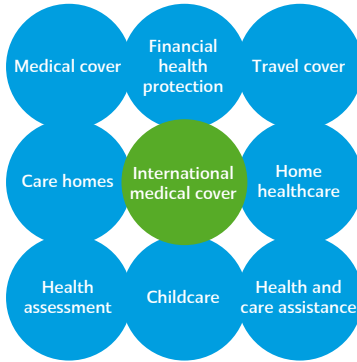 Medical cover
Financial
health
protection
Travel cover
Care homes
International
medical cover
Home
healthcare
Health
assessment
Childcare
Health and
care assistance